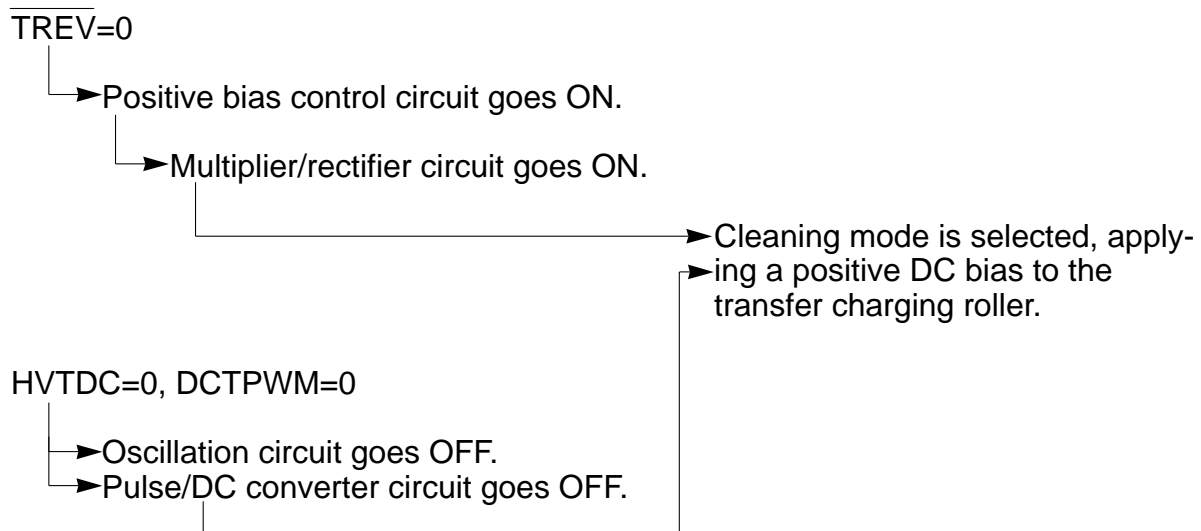 TREV=0
Positive bias control circuit goes ON.
Multiplier/rectifier circuit goes ON.
Cleaning mode is selected, apply-
ing a positive DC bias to the
transfer charging roller.
HVTDC=0, DCTPWM=0
Oscillation circuit goes OFF.
Pulse/DC converter circuit goes OFF.